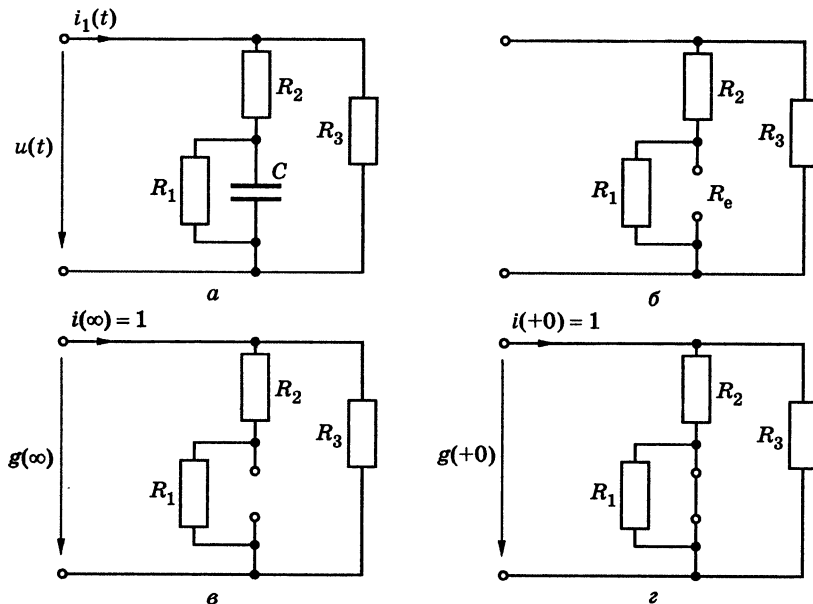 i₁(t)
R₂
R₃
u(t)
R₁
C
а
R₂
R₃
R₁
Rₑ
б
i(∞) = 1
R₂
R₃
g(∞)
R₁
в
i(+0) = 1
R₂
R₃
g(+0)
R₁
г